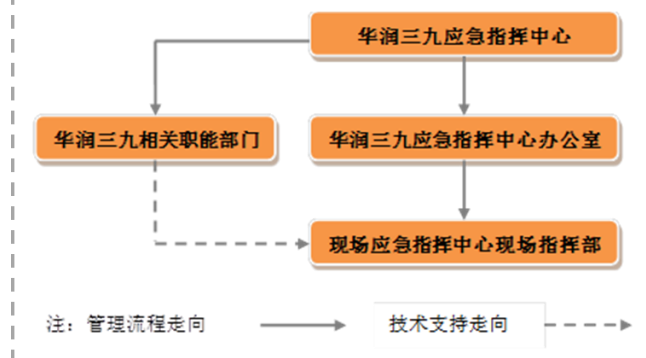 华润三九应急指挥中心
华润三九相关职能部门
华润三九应急指挥中心办公室
现场应急指挥中心现场指挥部
注：管理流程走向
技术支持走向